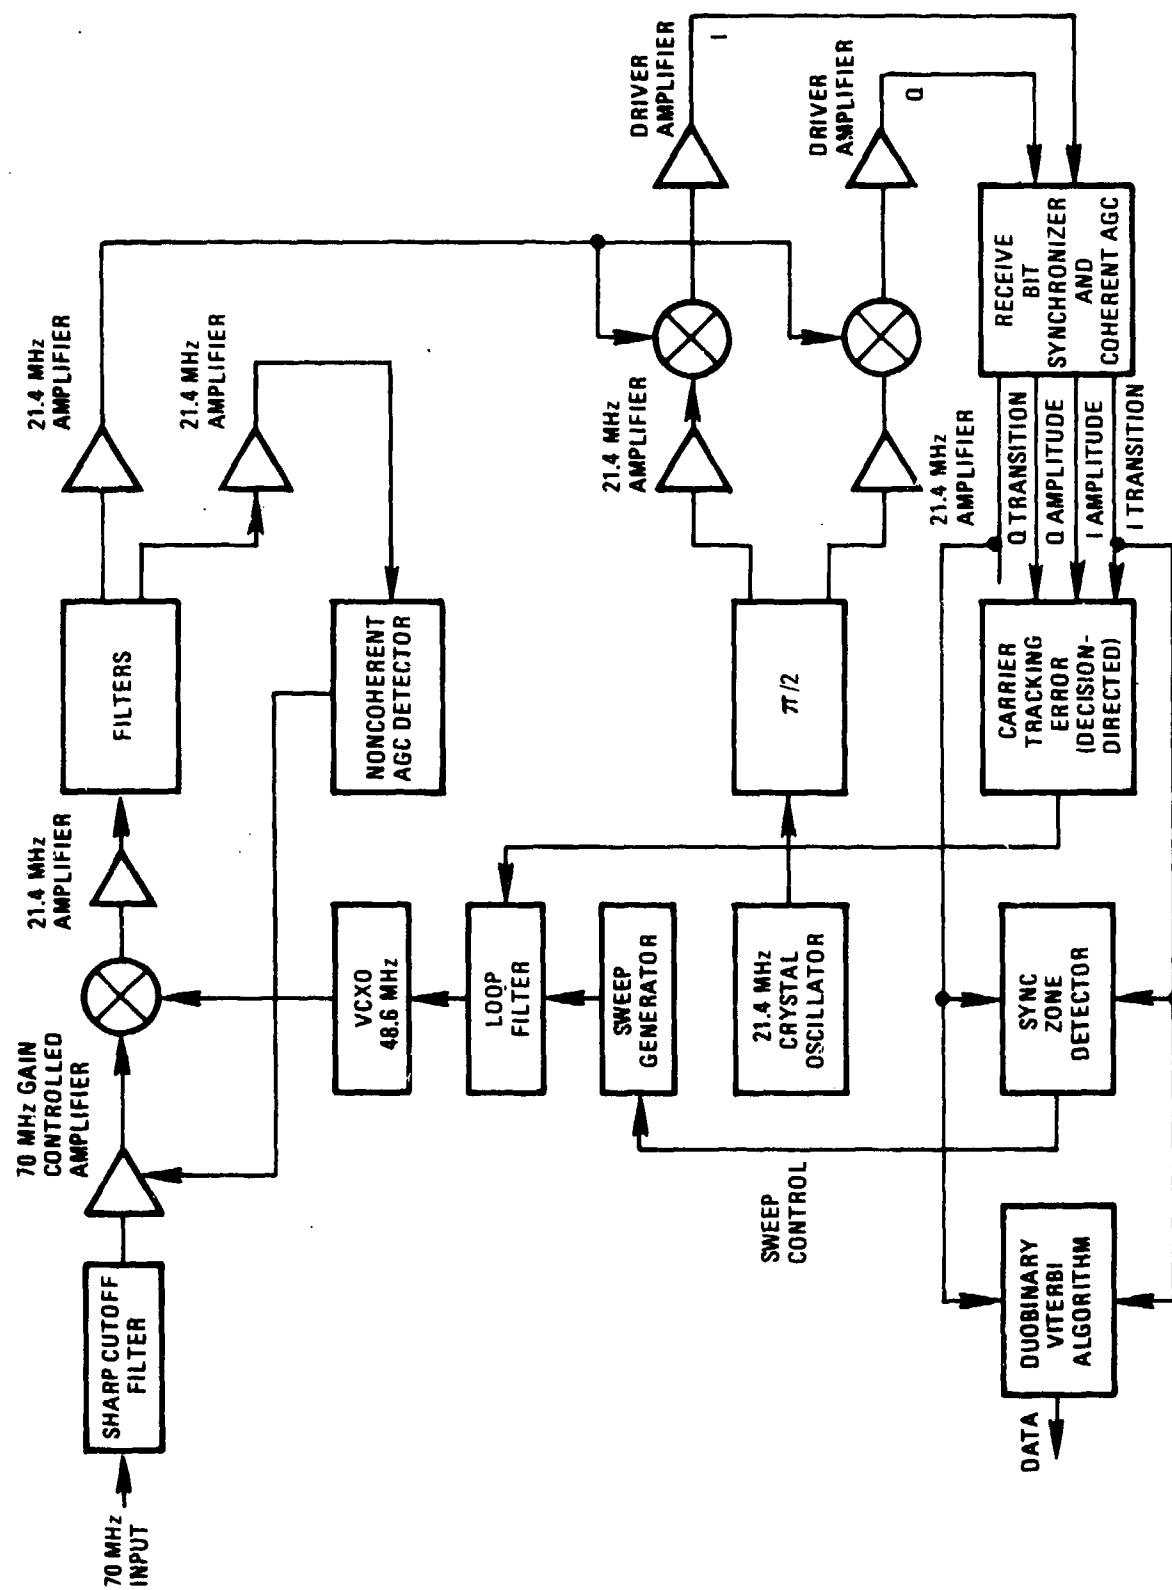 70 MHz
INPUT
SHARP CUTOFF
FILTER
70 MHz GAIN
CONTROLLED
AMPLIFIER
21.4 MHz
AMPLIFIER
FILTERS
21.4 MHz
AMPLIFIER
21.4 MHz
AMPLIFIER
NONCOHERENT
AGC DETECTOR
VCXO
48.6 MHz
LOOP
FILTER
SWEEP
GENERATOR
SWEEP
CONTROL
21.4 MHz
CRYSTAL
OSCILLATOR
π/2
21.4 MHz
AMPLIFIER
21.4 MHz
AMPLIFIER
DRIVER
AMPLIFIER
I
DRIVER
AMPLIFIER
Q
RECEIVE
BIT
SYNCHRONIZER
AND
COHERENT AGC
Q TRANSITION
Q AMPLITUDE
I AMPLITUDE
I TRANSITION
CARRIER
TRACKING
ERROR
(DECISION-
DIRECTED)
SYNC
ZONE
DETECTOR
DUOBINARY
VITERBI
ALGORITHM
DATA